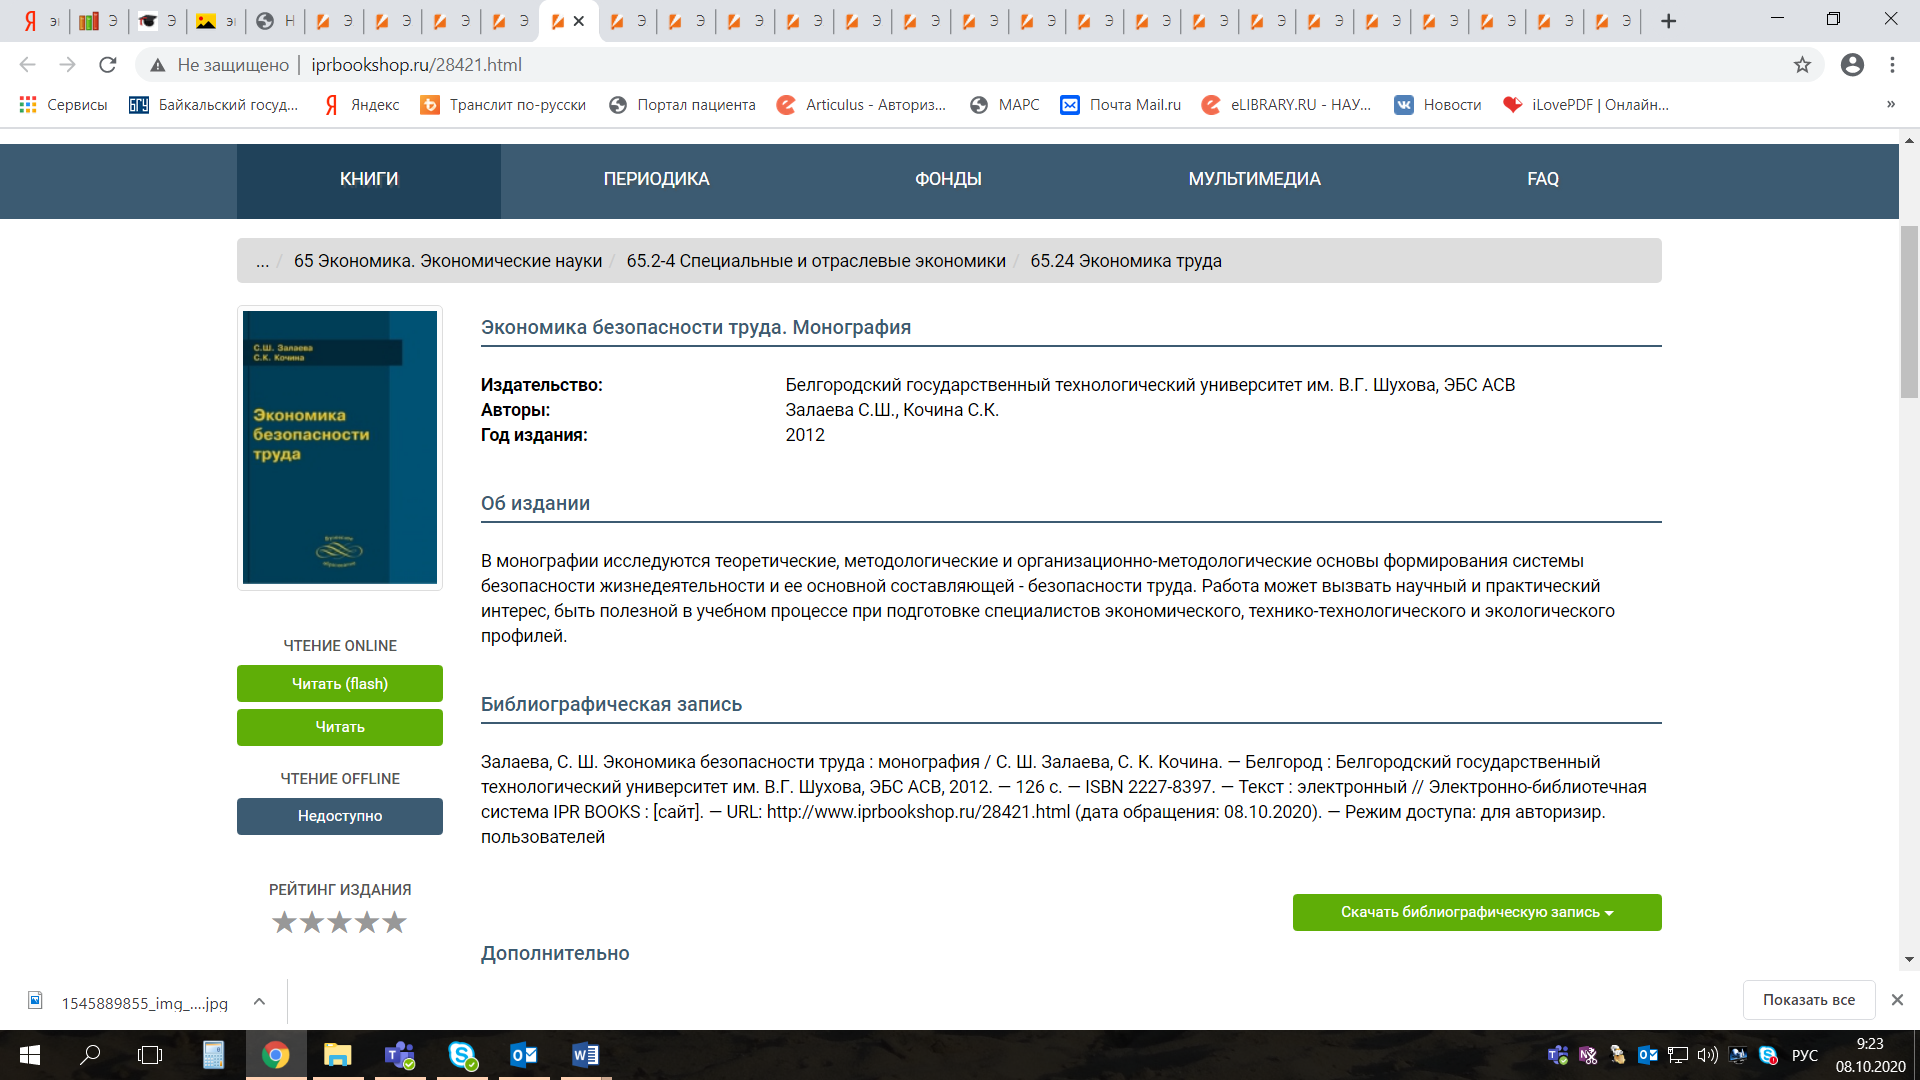 Не защищено
iprbookshop.ru/28421.html
Сервисы
Байкальский госуд...
Яндекс
Транслит по-русски
Портал пациента
Articulus - Авториз...
МАРС
Почта Mail.ru
eLIBRARY.RU - НАУ...
Новости
iLovePDF | Онлайн...
»
КНИГИ
ПЕРИОДИКА
ФОНДЫ
МУЛЬТИМЕДИА
FAQ
... / 65 Экономика. Экономические науки / 65.2-4 Специальные и отраслевые экономики / 65.24 Экономика труда
С.Ш. Залаева
С.К. Кочина
Экономика
безопасности
труда
Экономика безопасности труда. Монография
Издательство: Белгородский государственный технологический университет им. В.Г. Шухова, ЭБС АСВ
Авторы: Залаева С.Ш., Кочина С.К.
Год издания: 2012
Об издании
В монографии исследуются теоретические, методологические и организационно-методологические основы формирования системы
безопасности жизнедеятельности и ее основной составляющей - безопасности труда. Работа может вызвать научный и практический
интерес, быть полезной в учебном процессе при подготовке специалистов экономического, технико-технологического и экологического
профилей.
ЧТЕНИЕ ONLINE
Читать (flash)
Читать
ЧТЕНИЕ OFFLINE
Недоступно
РЕЙТИНГ ИЗДАНИЯ
Библиографическая запись
Залаева, С. Ш. Экономика безопасности труда : монография / С. Ш. Залаева, С. К. Кочина. — Белгород : Белгородский государственный
технологический университет им. В.Г. Шухова, ЭБС АСВ, 2012. — 126 c. — ISBN 2227-8397. — Текст : электронный // Электронно-библиотечная
система IPR BOOKS : [сайт]. — URL: http://www.iprbookshop.ru/28421.html (дата обращения: 08.10.2020). — Режим доступа: для авторизир.
пользователей
Скачать библиографическую запись
Дополнительно
1545889855_img_....jpg
Показать все
РУС
9:23
08.10.2020